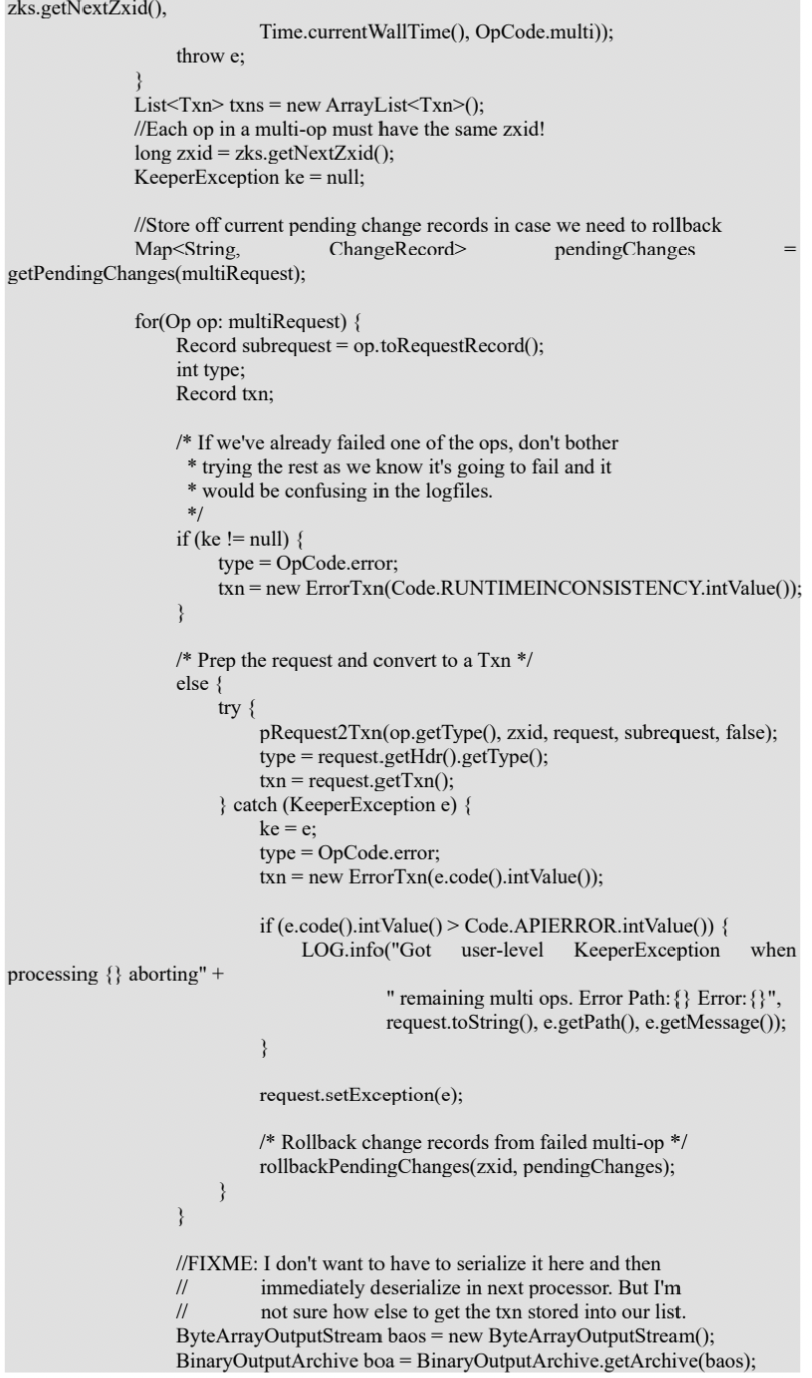 zks.getNextZxid(),
Time.currentWallTime(), OpCode.multi));
throw e;
}
List<Txn> txns = new ArrayList<Txn>();
//Each op in a multi-op must have the same zxid!
long zxid = zks.getNextZxid();
KeeperException ke = null;
//Store off current pending change records in case we need to rollback
Map<String, ChangeRecord> pendingChanges =
getPendingChanges(multiRequest);
for(Op op: multiRequest) {
Record subrequest = op.toRequestRecord();
int type;
Record txn;
/* If we've already failed one of the ops, don't bother
* trying the rest as we know it's going to fail and it
* would be confusing in the logfiles.
*/
if (ke != null) {
type = OpCode.error;
txn = new ErrorTxn(Code.RUNTIMEINCONSISTENCY.intValue());
}
/* Prep the request and convert to a Txn */
else {
try {
pRequest2Txn(op.getType(), zxid, request, subrequest, false);
type = request.getHdr().getType();
txn = request.getTxn();
} catch (KeeperException e) {
ke = e;
type = OpCode.error;
txn = new ErrorTxn(e.code().intValue());
if (e.code().intValue() > Code.APIERROR.intValue()) {
LOG.info("Got user-level KeeperException when
processing {} aborting" +
" remaining multi ops. Error Path:{} Error:{}",
request.toString(), e.getPath(), e.getMessage());
}
request.setException(e);
/* Rollback change records from failed multi-op */
rollbackPendingChanges(zxid, pendingChanges);
}
}
//FIXME: I don't want to have to serialize it here and then
// immediately deserialize in next processor. But I'm
// not sure how else to get the txn stored into our list.
ByteArrayOutputStream baos = new ByteArrayOutputStream();
BinaryOutputArchive boa = BinaryOutputArchive.getArchive(baos);